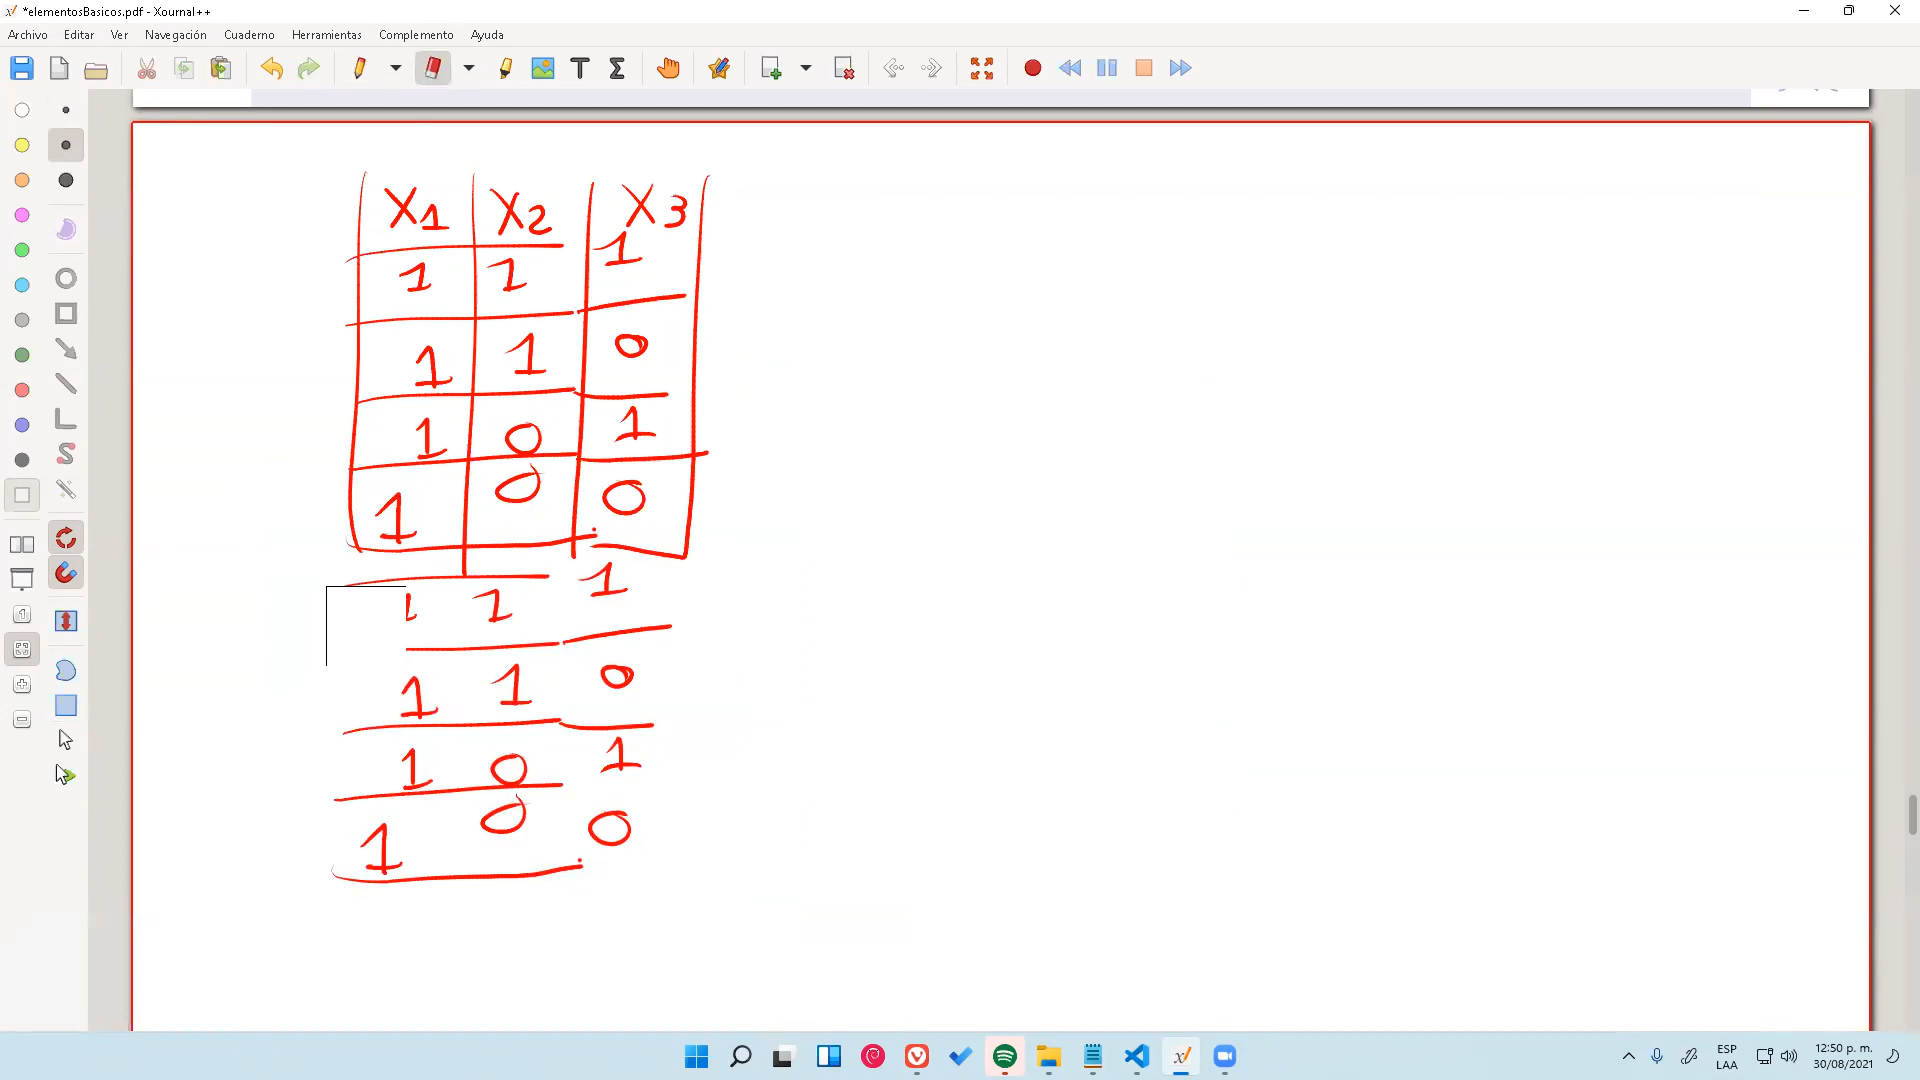 *elementosBasicos.pdf - Xournal++
Archivo Editar Ver Navegación Cuaderno Herramientas Complemento Ayuda
X1 X2 X3
1 1 1
1 1 0
1 0 1
1 0 0
1 1
1 1 0
1 0 1
1 0 0
ESP
LAA
12:50 p. m.
30/08/2021